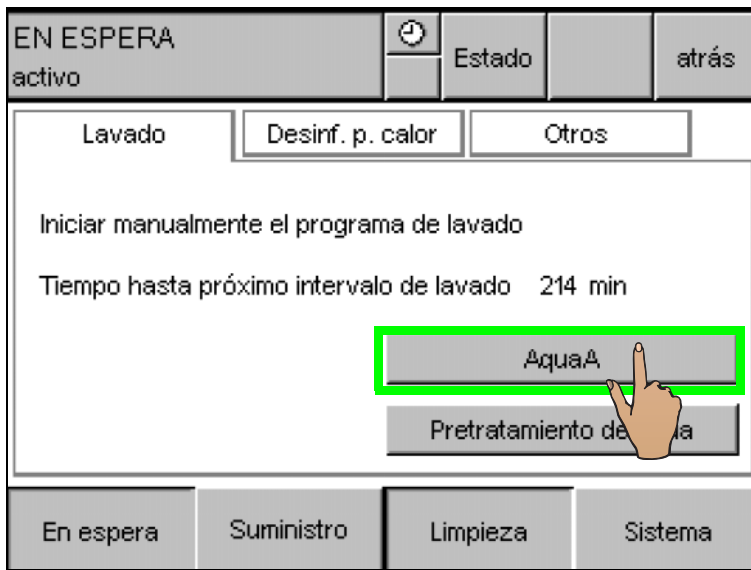 EN ESPERA
activo
Estado
atrás
Lavado
Desinf. p. calor
Otros
Iniciar manualmente el programa de lavado
Tiempo hasta próximo intervalo de lavado 214 min
AquaA
Pretratamiento de
En espera
Suministro
Limpieza
Sistema